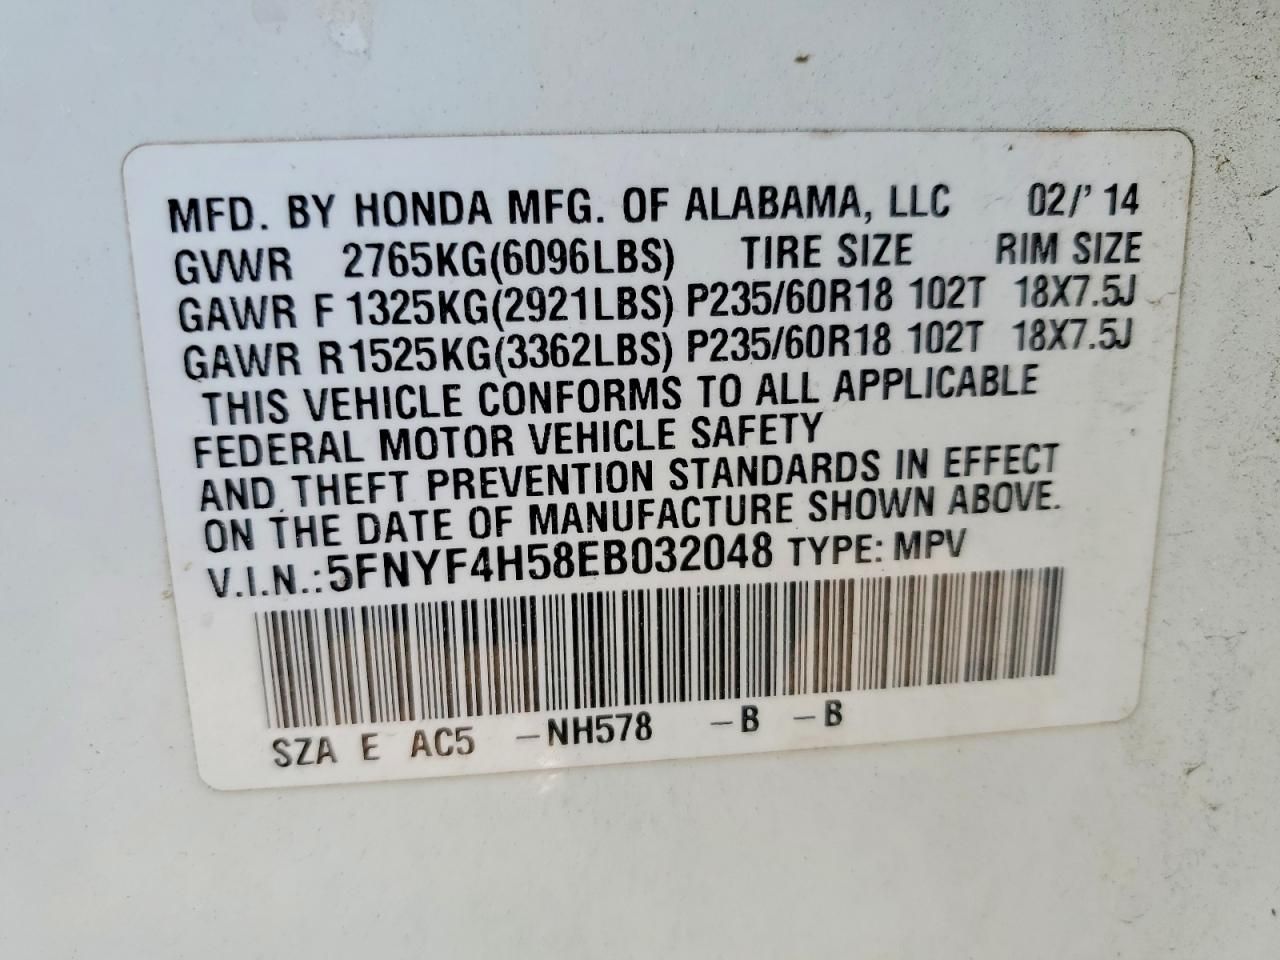 MFD. BY HONDA MFG. OF ALABAMA, LLC 02/' 14
GVWR 2765KG(6096LBS) TIRE SIZE RIM SIZE
GAWR F 1325KG(2921LBS) P235/60R18 102T 18X7.5J
GAWR R 1525KG(3362LBS) P235/60R18 102T 18X7.5J
THIS VEHICLE CONFORMS TO ALL APPLICABLE
FEDERAL MOTOR VEHICLE SAFETY
AND THEFT PREVENTION STANDARDS IN EFFECT
ON THE DATE OF MANUFACTURE SHOWN ABOVE.
V.I.N.: 5FNYF4H58EB032048 TYPE: MPV
SZA E AC5 –NH578 –B –B